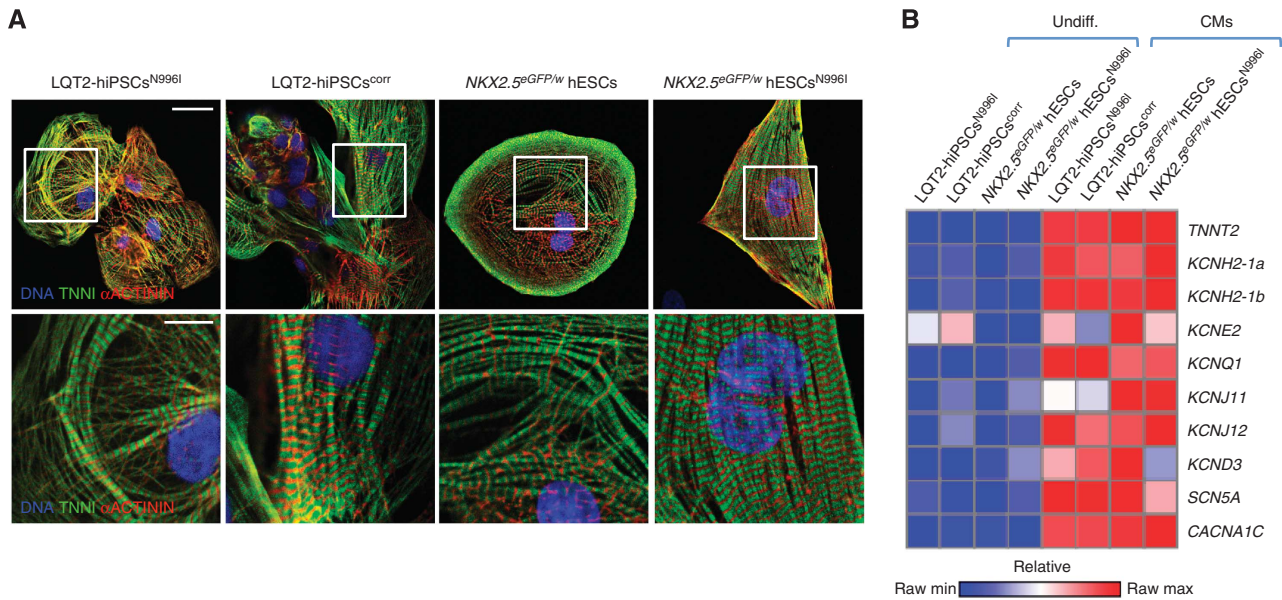 A
LQT2-hiPSCsᴺ⁹⁹⁶ᴵ
LQT2-hiPSCsᶜᵒʳʳ
NKX2.5ᵉᴳᶠᴾ/ʷ hESCs
NKX2.5ᵉᴳᶠᴾ/ʷ hESCsᴺ⁹⁹⁶ᴵ
DNA TNNI αACTININ
DNA TNNI αACTININ
B
Undiff.
CMs
LQT2-hiPSCsᴺ⁹⁹⁶ᴵ
LQT2-hiPSCsᶜᵒʳʳ
NKX2.5ᵉᴳᶠᴾ/ʷ hESCs
NKX2.5ᵉᴳᶠᴾ/ʷ hESCsᴺ⁹⁹⁶ᴵ
LQT2-hiPSCsᴺ⁹⁹⁶ᴵ
LQT2-hiPSCsᶜᵒʳʳ
NKX2.5ᵉᴳᶠᴾ/ʷ hESCs
NKX2.5ᵉᴳᶠᴾ/ʷ hESCsᴺ⁹⁹⁶ᴵ
TNNT2
KCNH2-1a
KCNH2-1b
KCNE2
KCNQ1
KCNJ11
KCNJ12
KCND3
SCN5A
CACNA1C
Relative
Raw min
Raw max